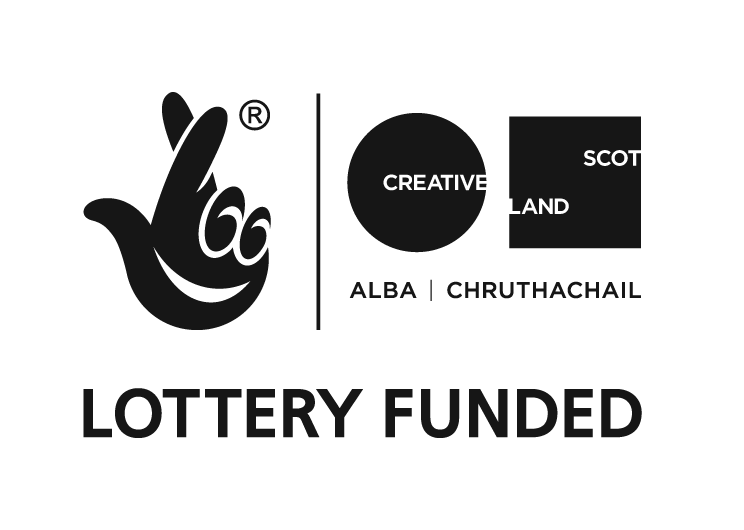 ®
CREATIVE
SCOT
LAND
ALBA | CHRUTHACHAIL
LOTTERY FUNDED